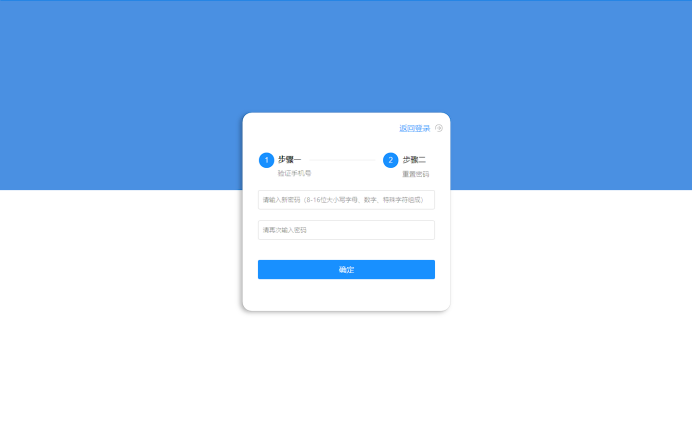 返回登录
1 步骤一
验证手机号
2 步骤二
重置密码
请输入新密码（8-16位大小写字母、数字、特殊字符组成）
请再次输入密码
确定